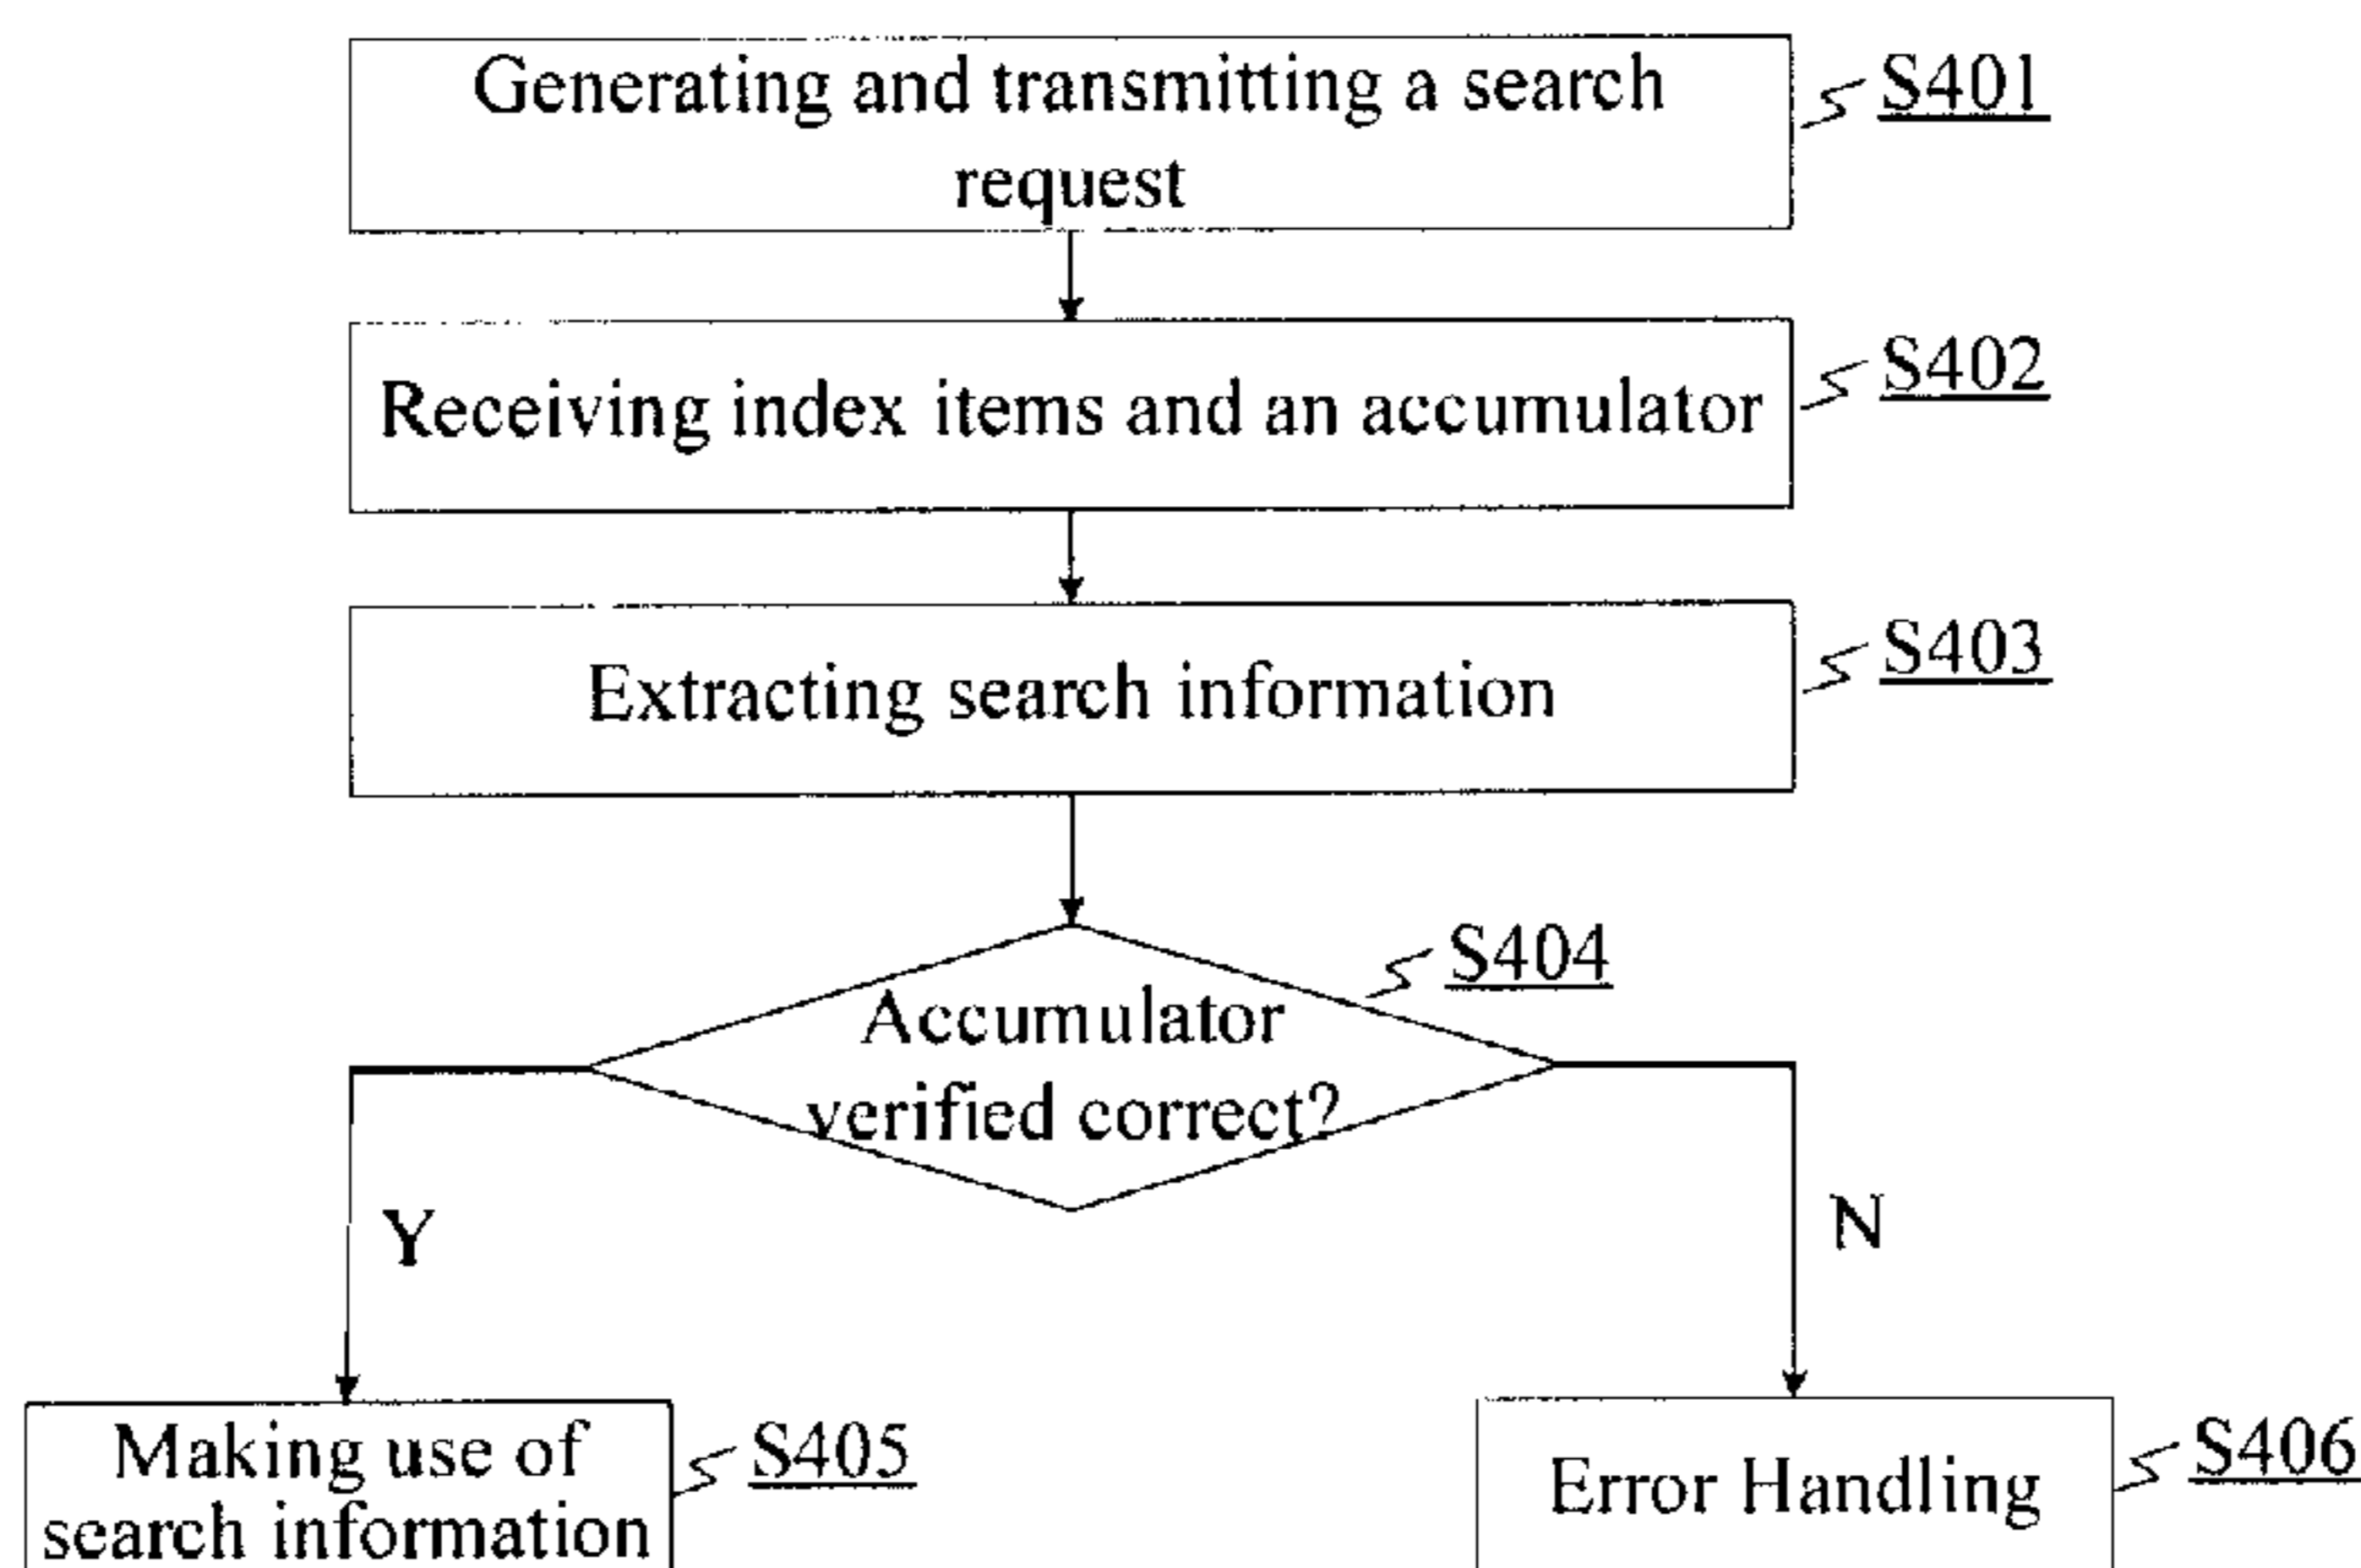 Generating and transmitting a search
request
S401
Receiving index items and an accumulator
S402
Extracting search information
S403
Accumulator
verified correct?
S404
Y
N
Making use of
search information
S405
Error Handling
S406